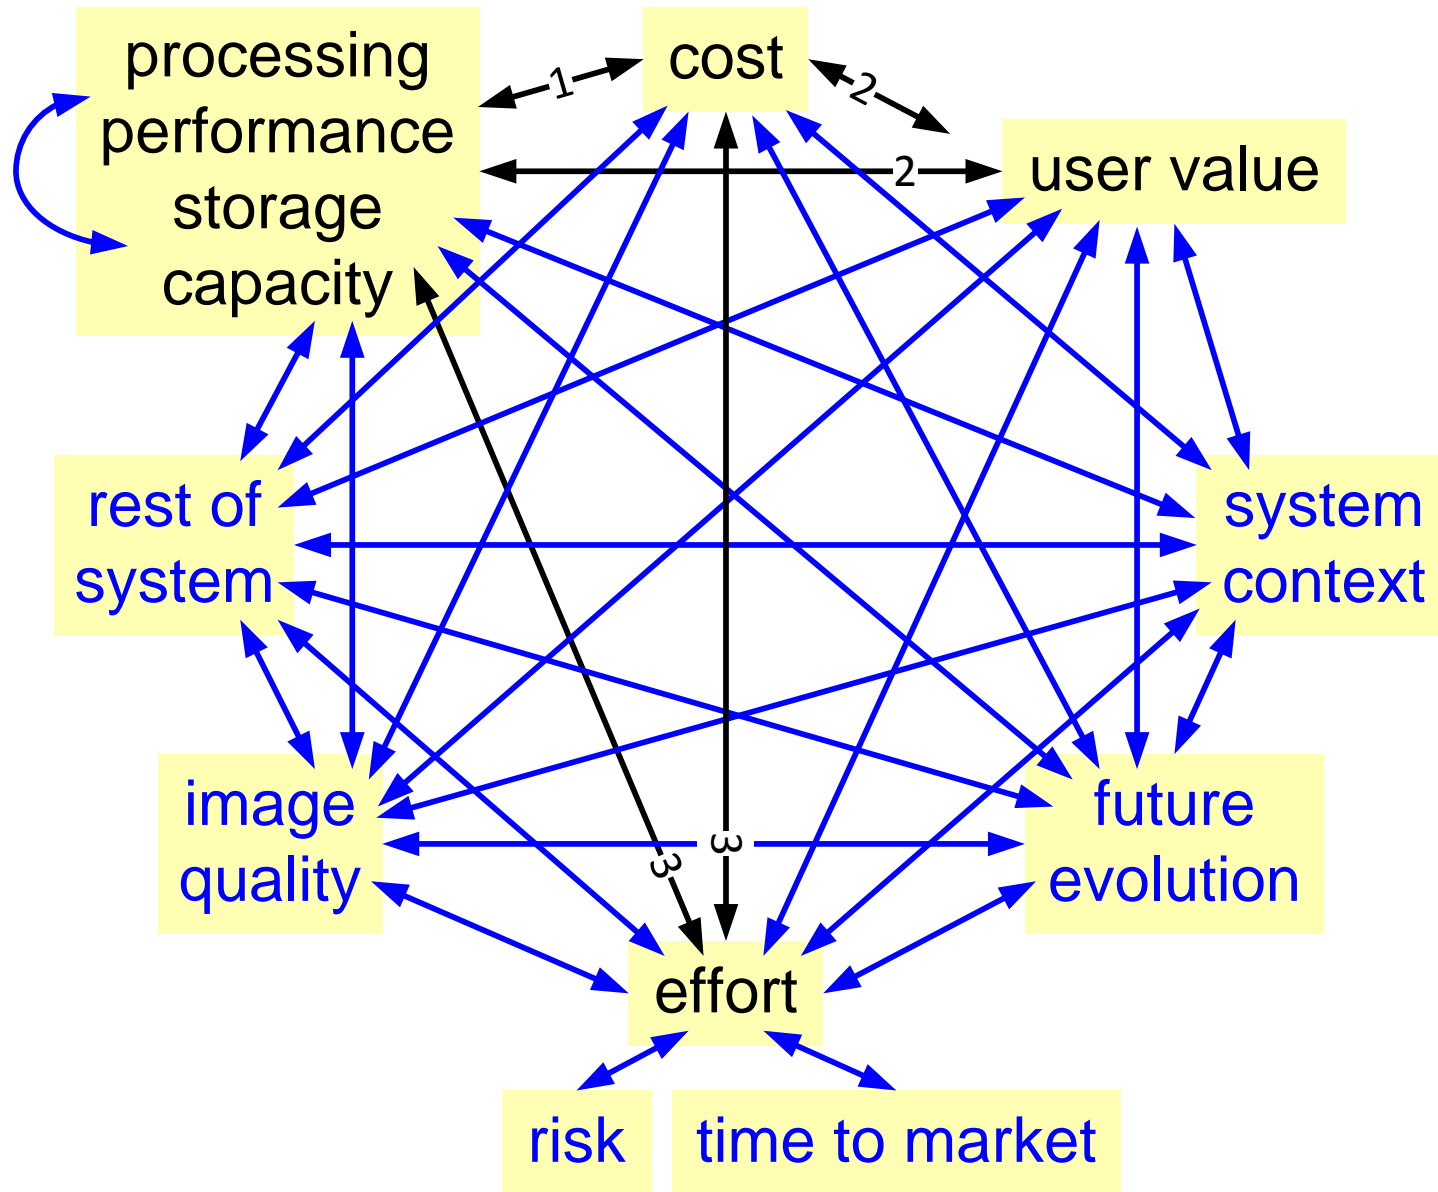 processing
performance
storage
capacity
cost
user value
1
2
2
rest of
system
system
context
image
quality
future
evolution
3
3
effort
risk
time to market